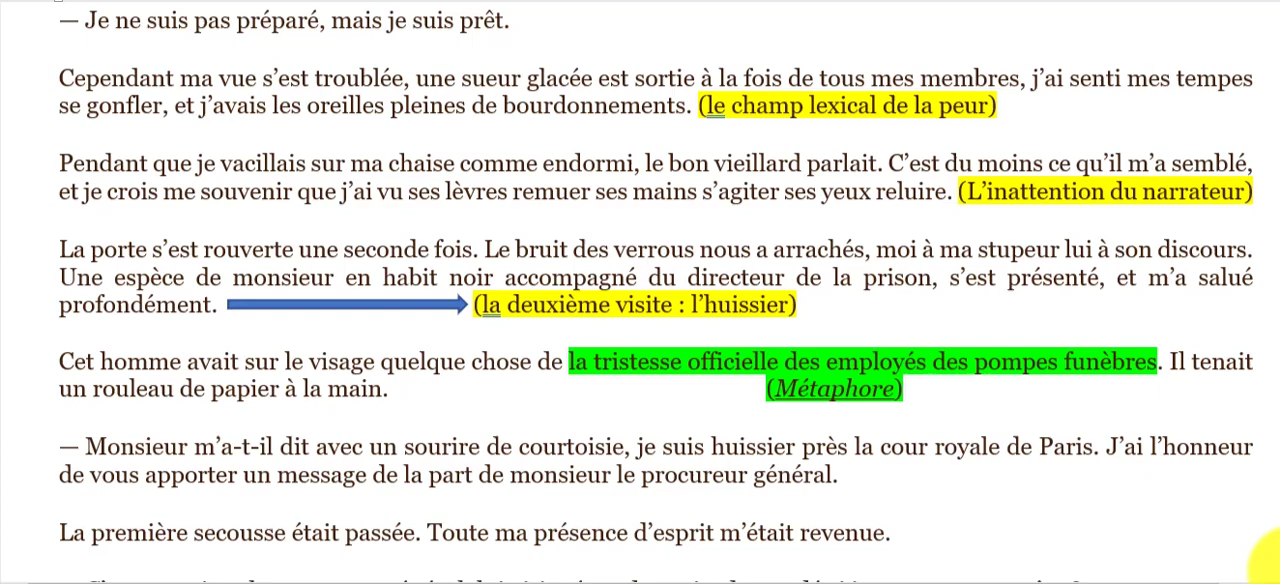 — Je ne suis pas préparé, mais je suis prêt.
Cependant ma vue s’est troublée, une sueur glacée est sortie à la fois de tous mes membres, j’ai senti mes tempes
se gonfler, et j’avais les oreilles pleines de bourdonnements. (le champ lexical de la peur)
Pendant que je vacillais sur ma chaise comme endormi, le bon vieillard parlait. C’est du moins ce qu’il m’a semblé,
et je crois me souvenir que j’ai vu ses lèvres remuer ses mains s’agiter ses yeux reluire. (L’inattention du narrateur)
La porte s’est rouverte une seconde fois. Le bruit des verrous nous a arrachés, moi à ma stupeur lui à son discours.
Une espèce de monsieur en habit noir accompagné du directeur de la prison, s’est présenté, et m’a salué
profondément. (la deuxième visite : l’huissier)
Cet homme avait sur le visage quelque chose de la tristesse officielle des employés des pompes funèbres. Il tenait
un rouleau de papier à la main. (Métaphore)
— Monsieur m’a-t-il dit avec un sourire de courtoisie, je suis huissier près la cour royale de Paris. J’ai l’honneur
de vous apporter un message de la part de monsieur le procureur général.
La première secousse était passée. Toute ma présence d’esprit m’était revenue.